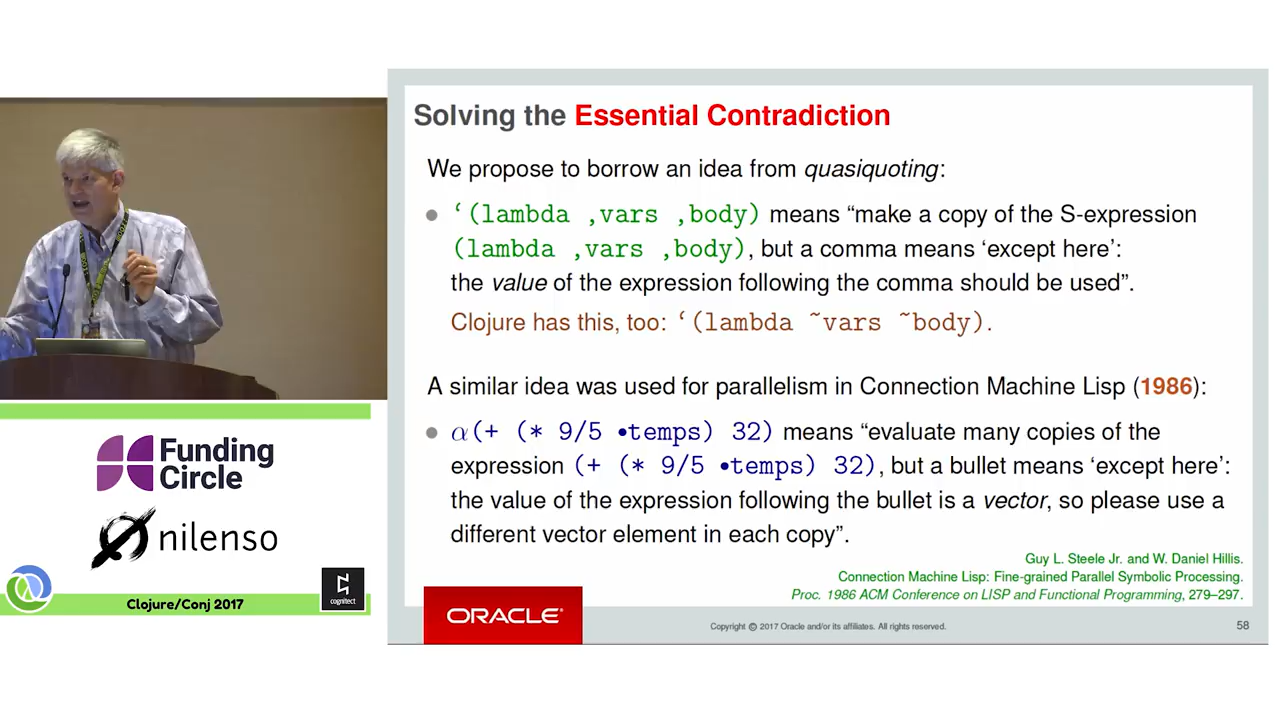 Solving the Essential Contradiction
We propose to borrow an idea from quasiquoting:
• ‘(lambda ,vars ,body) means “make a copy of the S-expression
(lambda ,vars ,body), but a comma means ‘except here’:
the value of the expression following the comma should be used”.
Clojure has this, too: ‘(lambda ~vars ~body).
A similar idea was used for parallelism in Connection Machine Lisp (1986):
• α(+ (* 9/5 •temps) 32) means “evaluate many copies of the
expression (+ (* 9/5 •temps) 32), but a bullet means ‘except here’:
the value of the expression following the bullet is a vector, so please use a
different vector element in each copy”.
Guy L. Steele Jr. and W. Daniel Hillis.
Connection Machine Lisp: Fine-grained Parallel Symbolic Processing.
Proc. 1986 ACM Conference on LISP and Functional Programming, 279–297.
ORACLE®
Copyright © 2017 Oracle and/or its affiliates. All rights reserved.
58
Funding
Circle
nilenso
Clojure/Conj 2017
cognitect